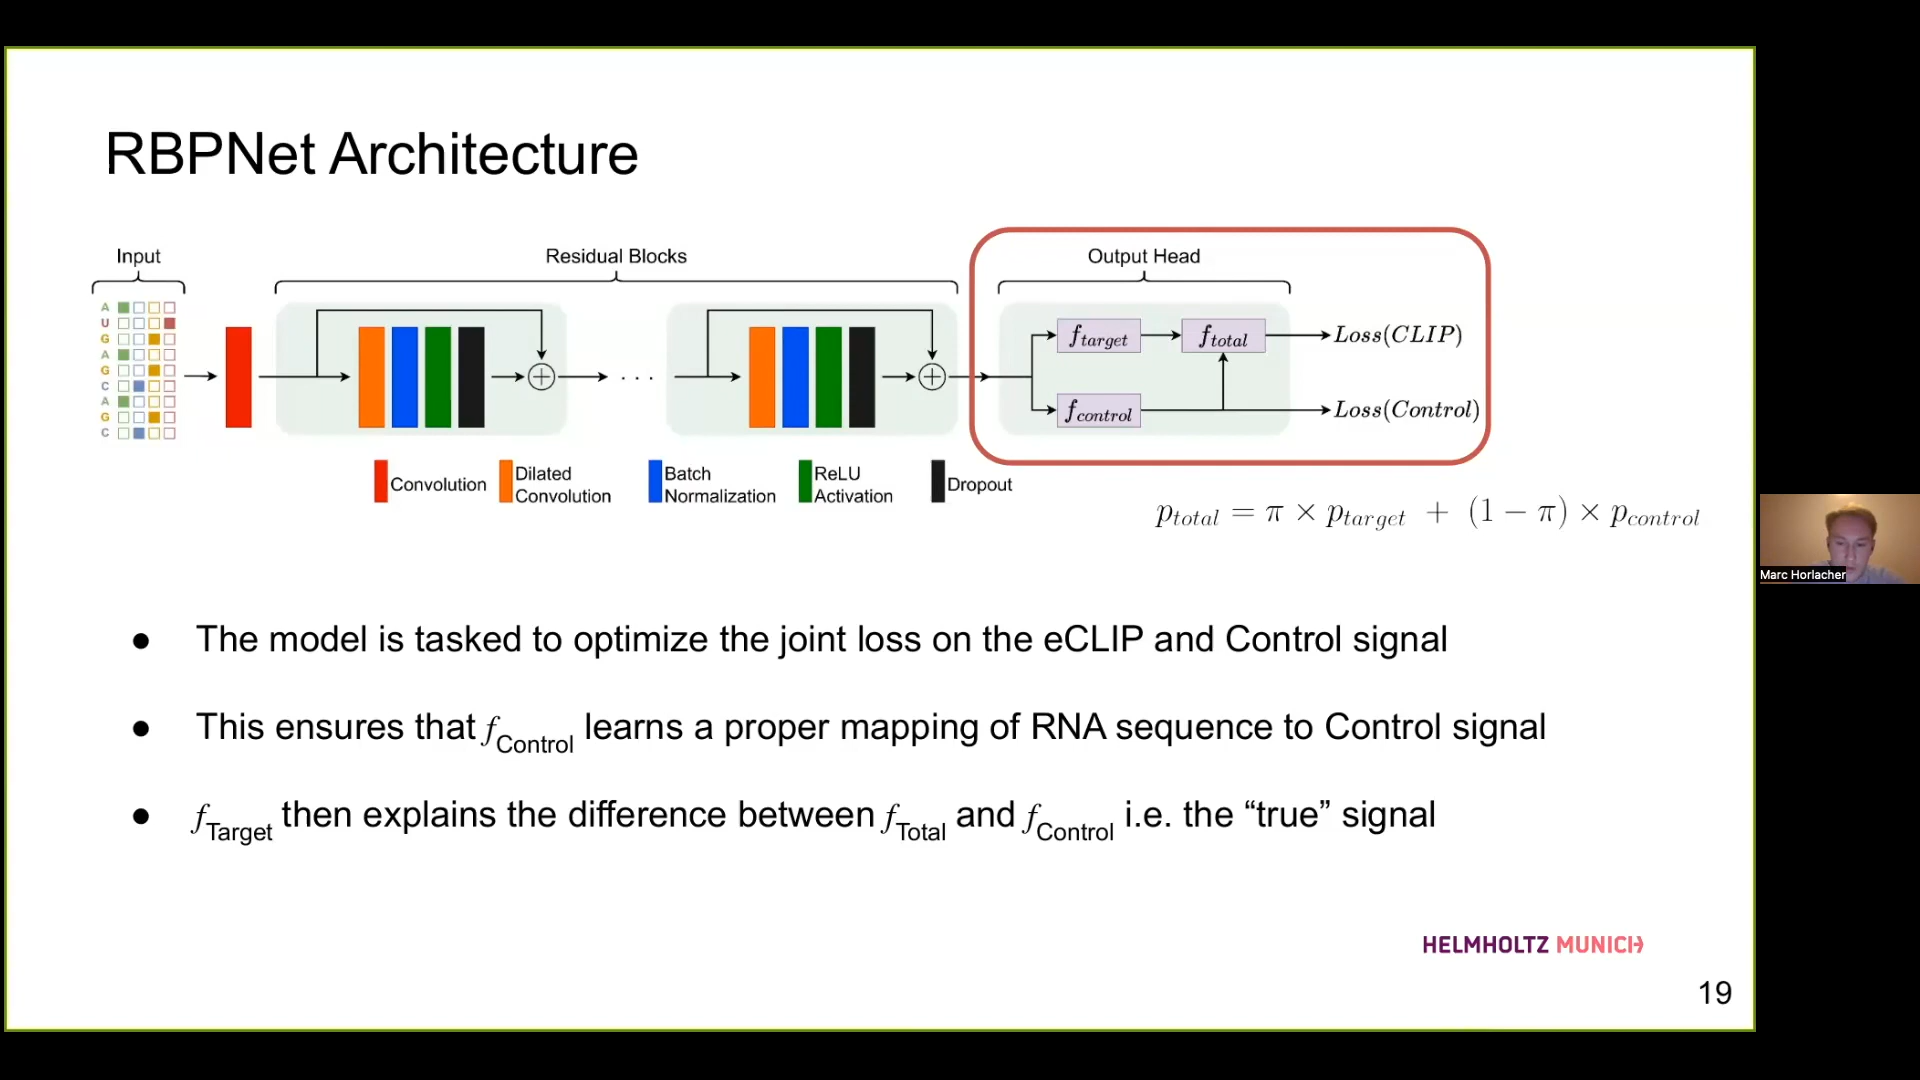 RBPNet Architecture
Input
Residual Blocks
Output Head
A
U
G
A
G
C
A
G
C
f_target
f_total
Loss(CLIP)
f_control
Loss(Control)
. . .
Convolution
Dilated
Convolution
Batch
Normalization
ReLU
Activation
Dropout
p_total = π × p_target + (1 − π) × p_control
Marc Horlacher
● The model is tasked to optimize the joint loss on the eCLIP and Control signal
● This ensures that f_Control learns a proper mapping of RNA sequence to Control signal
● f_Target then explains the difference between f_Total and f_Control i.e. the “true” signal
HELMHOLTZ MUNICH
19